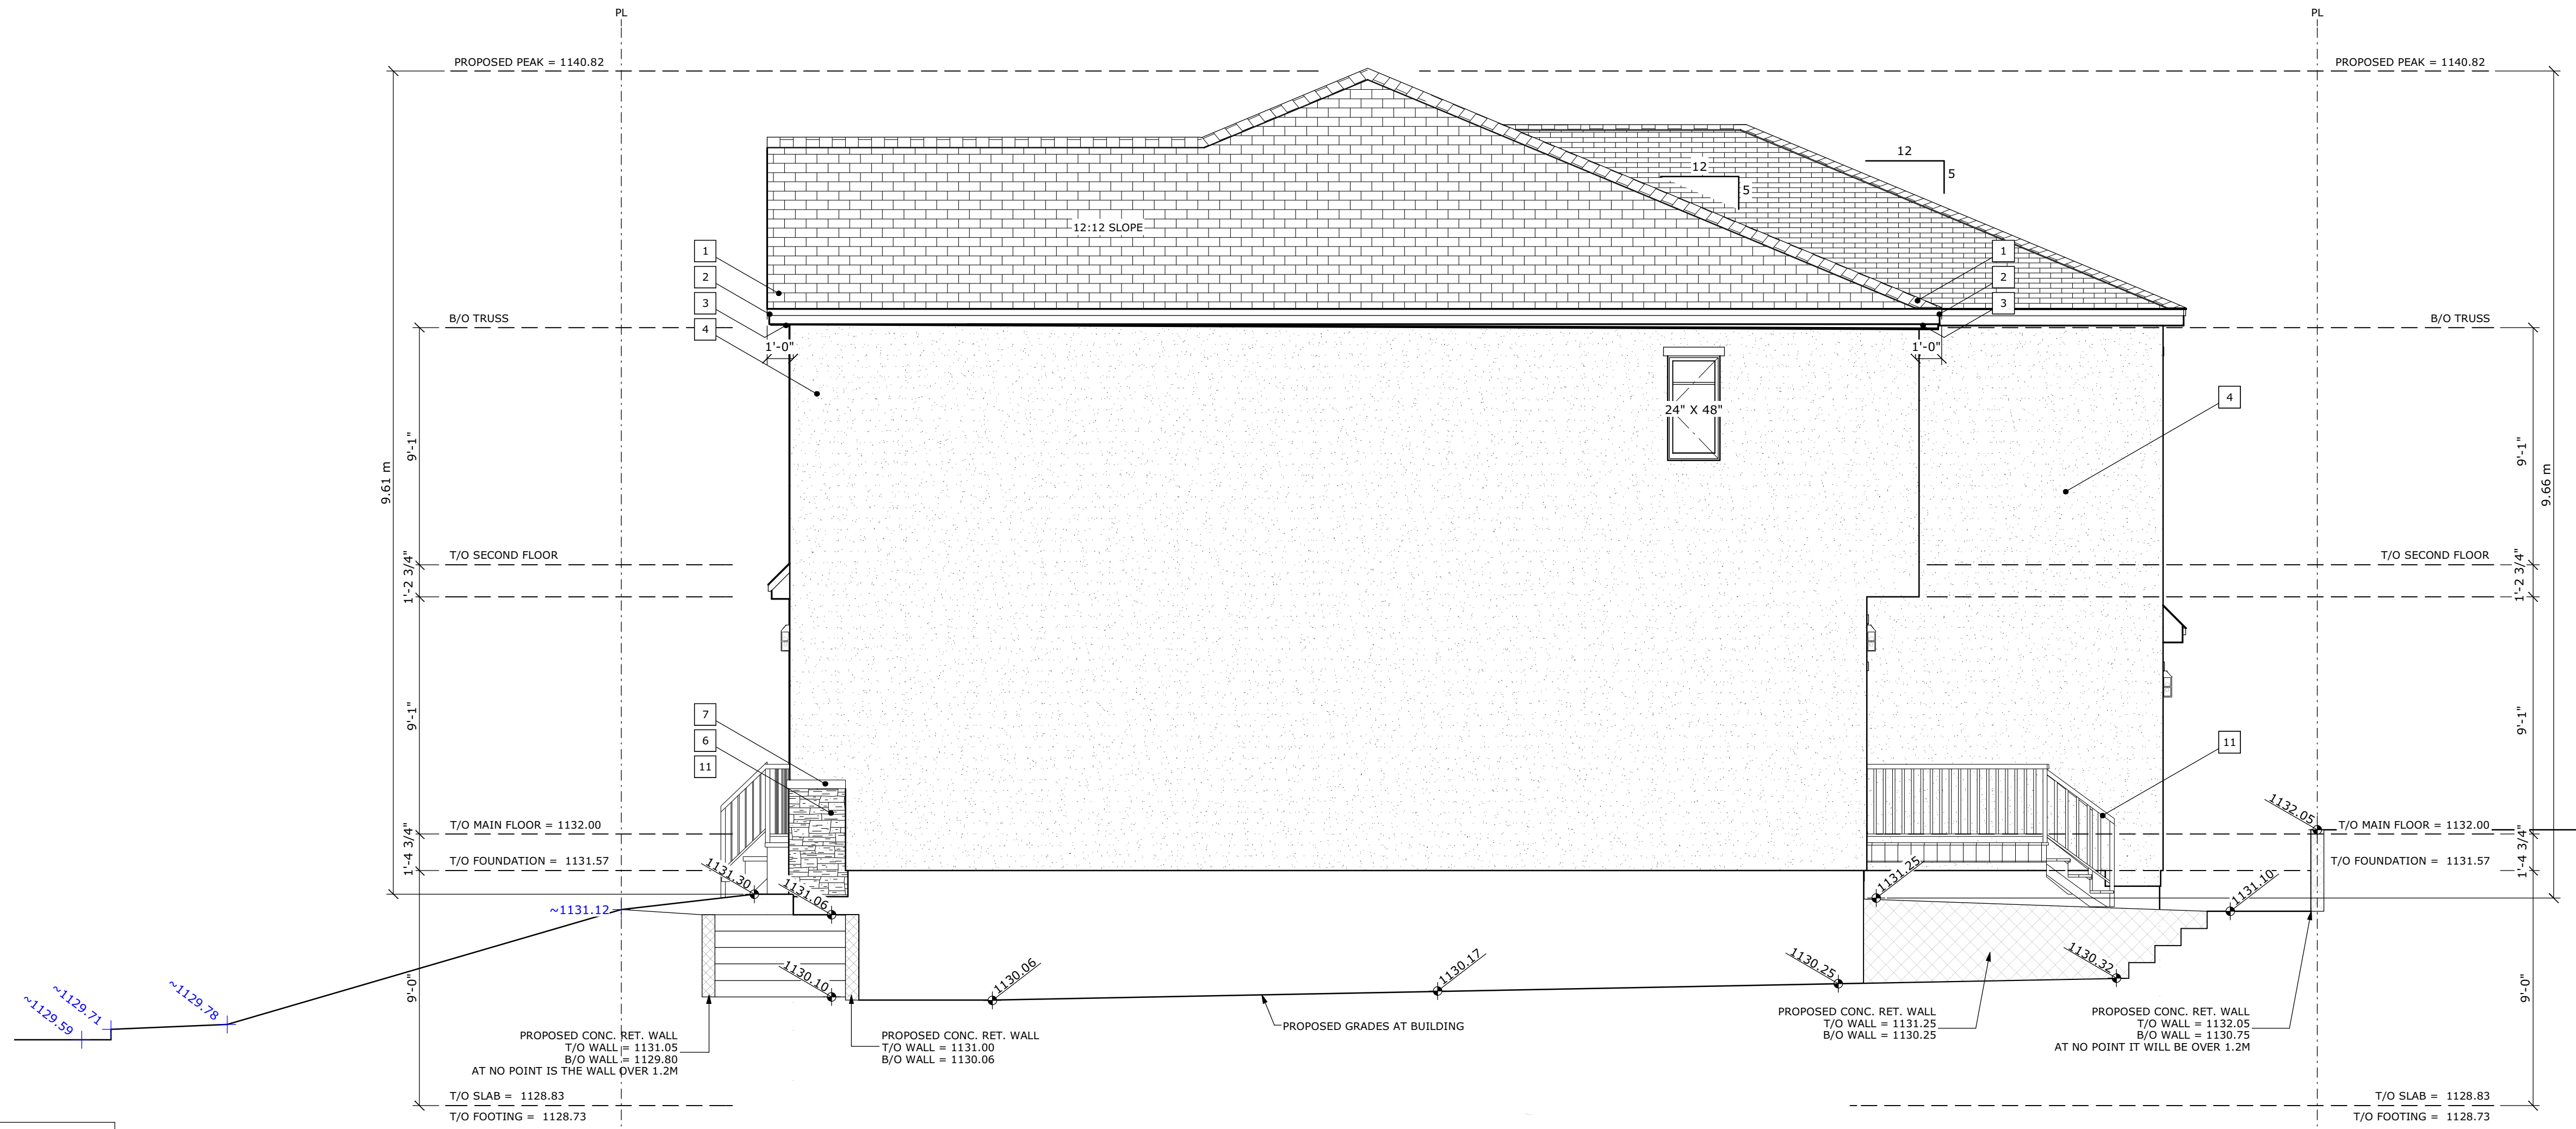 PL
PL
PROPOSED PEAK = 1140.82
PROPOSED PEAK = 1140.82
12
5
12
5
12:12 SLOPE
1
2
3
4
1
2
3
B/O TRUSS
B/O TRUSS
1'-0"
1'-0"
24" X 48"
4
9'-1"
9'-1"
9.61 m
9.66 m
T/O SECOND FLOOR
T/O SECOND FLOOR
1'-2 3/4"
1'-2 3/4"
9'-1"
9'-1"
7
6
11
11
1132.05
T/O MAIN FLOOR = 1132.00
T/O MAIN FLOOR = 1132.00
1'-4 3/4"
1'-4 3/4"
T/O FOUNDATION = 1131.57
T/O FOUNDATION = 1131.57
1131.30
1131.06
1131.25
1131.10
~1131.12
1130.10
1130.06
1130.17
1130.25
1130.32
~1129.59
~1129.71
~1129.78
9'-0"
9'-0"
PROPOSED CONC. RET. WALL
T/O WALL = 1131.05
B/O WALL = 1129.80
AT NO POINT IS THE WALL OVER 1.2M
PROPOSED CONC. RET. WALL
T/O WALL = 1131.00
B/O WALL = 1130.06
PROPOSED GRADES AT BUILDING
PROPOSED CONC. RET. WALL
T/O WALL = 1131.25
B/O WALL = 1130.25
PROPOSED CONC. RET. WALL
T/O WALL = 1132.05
B/O WALL = 1130.75
AT NO POINT IT WILL BE OVER 1.2M
T/O SLAB = 1128.83
T/O SLAB = 1128.83
T/O FOOTING = 1128.73
T/O FOOTING = 1128.73